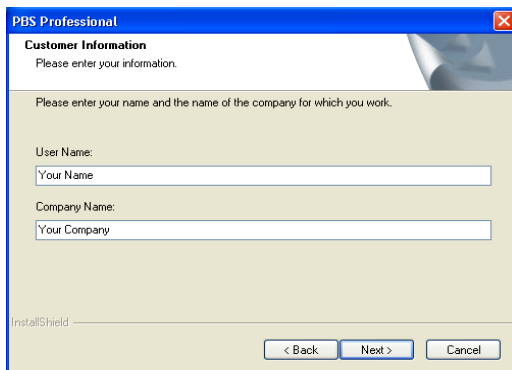 PBS Professional
Customer Information
Please enter your information.
Please enter your name and the name of the company for which you work.
User Name:
Your Name
Company Name:
Your Company
InstallShield
< Back Next > Cancel